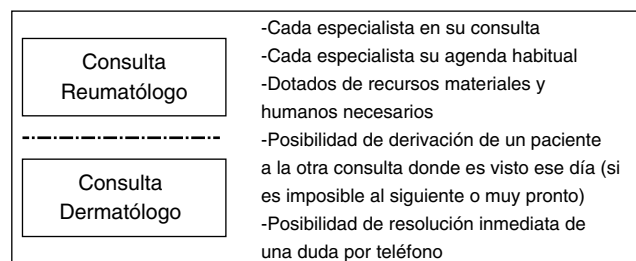 Consulta
Reumatólogo
Consulta
Dermatólogo
-Cada especialista en su consulta
-Cada especialista su agenda habitual
-Dotados de recursos materiales y
humanos necesarios
-Posibilidad de derivación de un paciente
a la otra consulta donde es visto ese día (si
es imposible al siguiente o muy pronto)
-Posibilidad de resolución inmediata de
una duda por teléfono